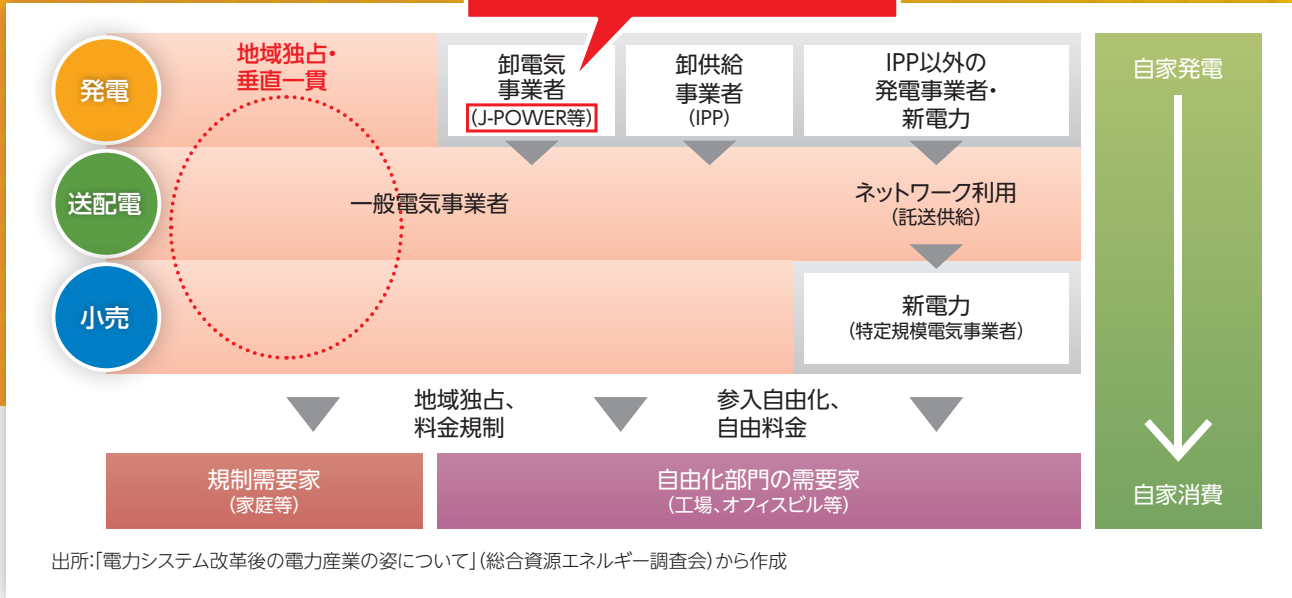 発電
地域独占・
垂直一貫
卸電気
事業者
(J-POWER等)
卸供給
事業者
(IPP)
IPP以外の
発電事業者・
新電力
自家発電
送配電
一般電気事業者
ネットワーク利用
(託送供給)
小売
新電力
(特定規模電気事業者)
地域独占、
料金規制
参入自由化、
自由料金
規制需要家
(家庭等)
自由化部門の需要家
(工場、オフィスビル等)
自家消費
出所:「電力システム改革後の電力産業の姿について」(総合資源エネルギー調査会)から作成